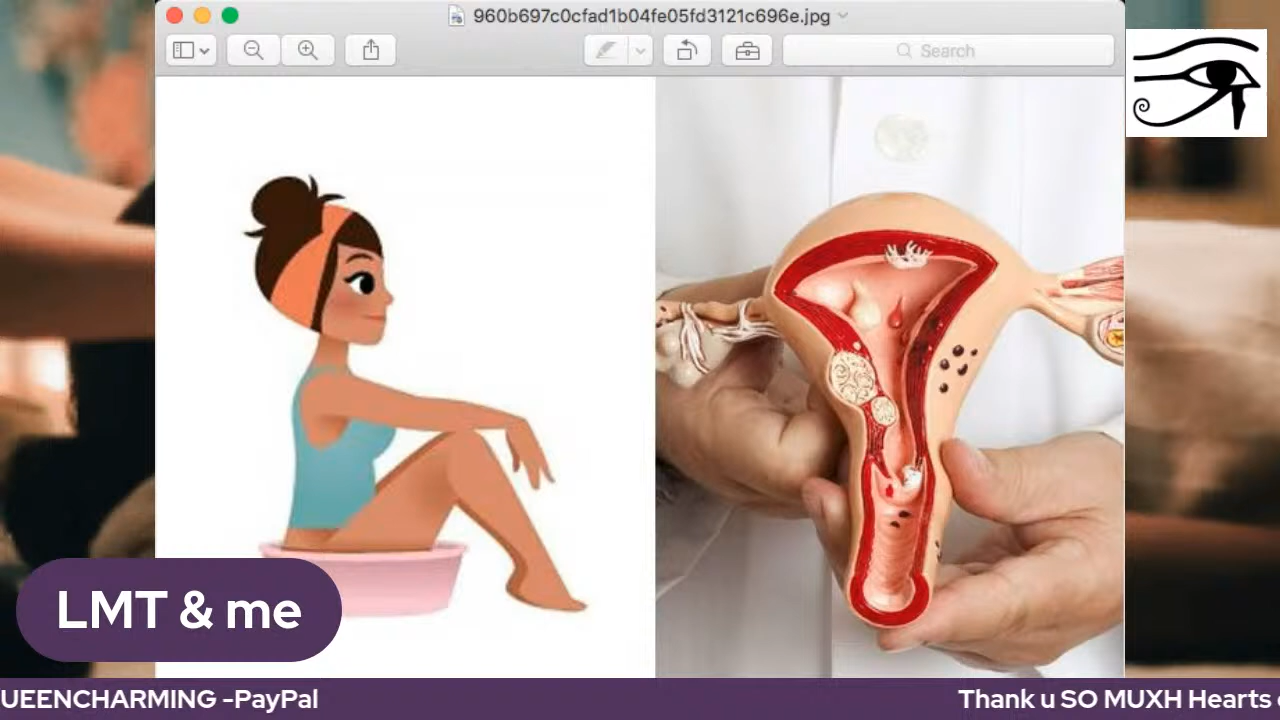 960b697c0cfad1b04fe05fd3121c696e.jpg
Search
LMT & me
UEENCHARMING -PayPal
Thank u SO MUXH Hearts